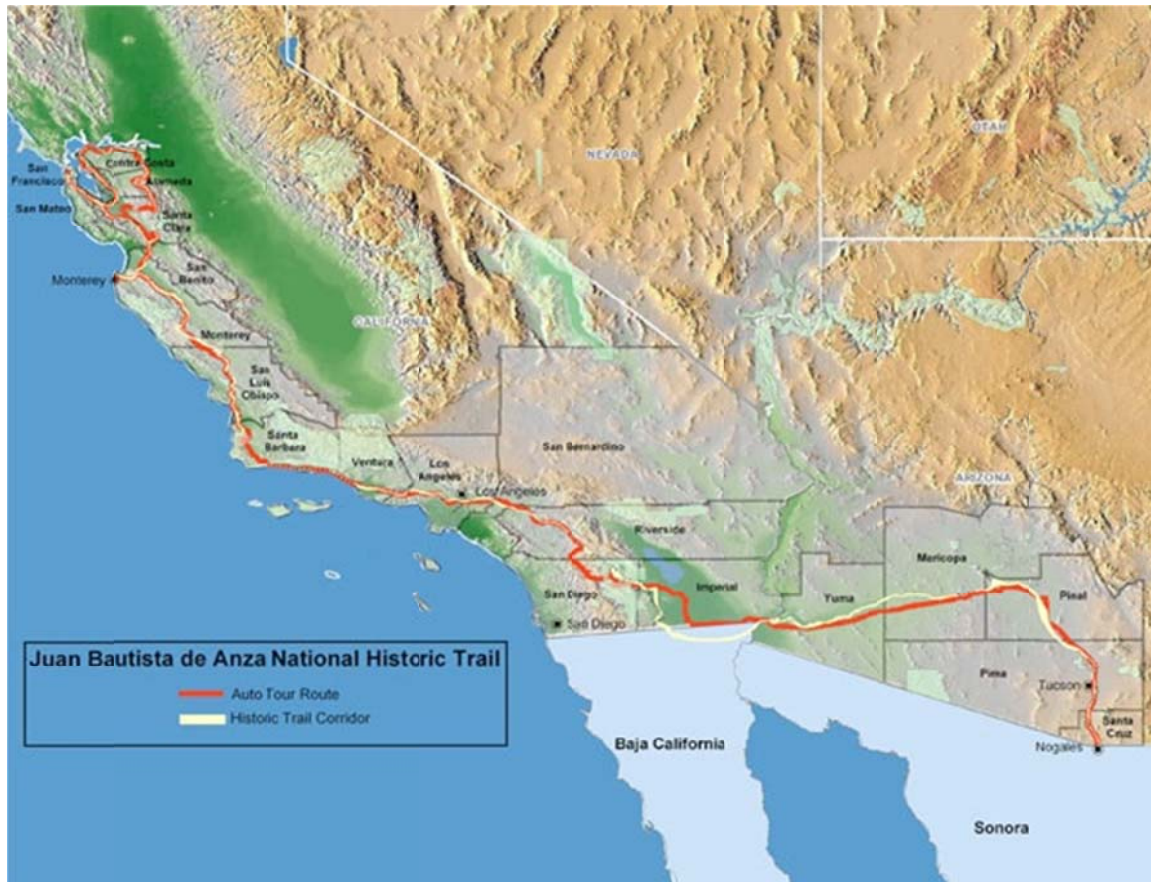 NEVADA
UTAH
Contra Costa
San
Francisco
Alameda
San Mateo
Santa
Clara
San
Benito
Monterey
CALIFORNIA
Monterey
San
Luis
Obispo
Santa
Barbara
San Bernardino
Ventura
Los
Angeles
Los Angeles
ARIZONA
Riverside
Maricopa
Imperial
Yuma
Pinal
San Diego
San Diego
Juan Bautista de Anza National Historic Trail
Auto Tour Route
Historic Trail Corridor
Pima
Tucson
Santa
Cruz
Nogales
Baja California
Sonora